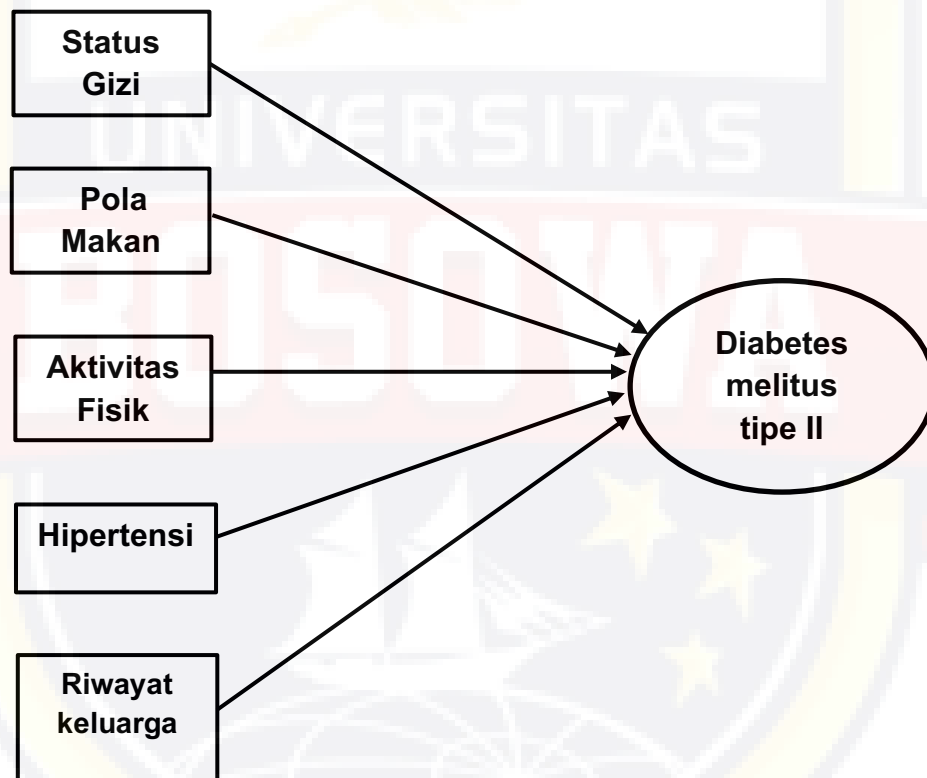 Status
Gizi
UNIVERSITAS
Pola
Makan
BOSOWA
Aktivitas
Fisik
Diabetes
melitus
tipe II
Hipertensi
Riwayat
keluarga